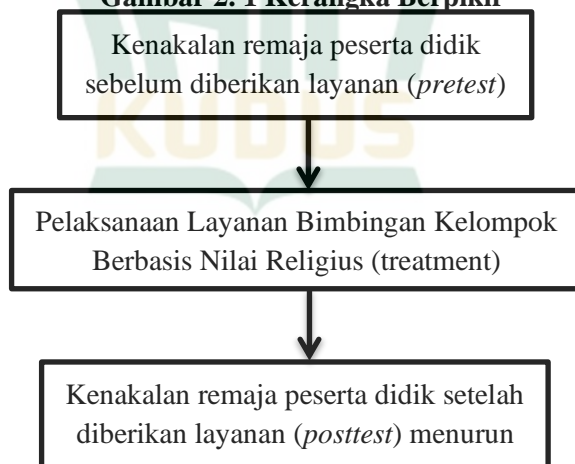 Gambar 2. 1 Kerangka Berpikir
Kenakalan remaja peserta didik
sebelum diberikan layanan (pretest)
KUDUS
Pelaksanaan Layanan Bimbingan Kelompok
Berbasis Nilai Religius (treatment)
Kenakalan remaja peserta didik setelah
diberikan layanan (posttest) menurun